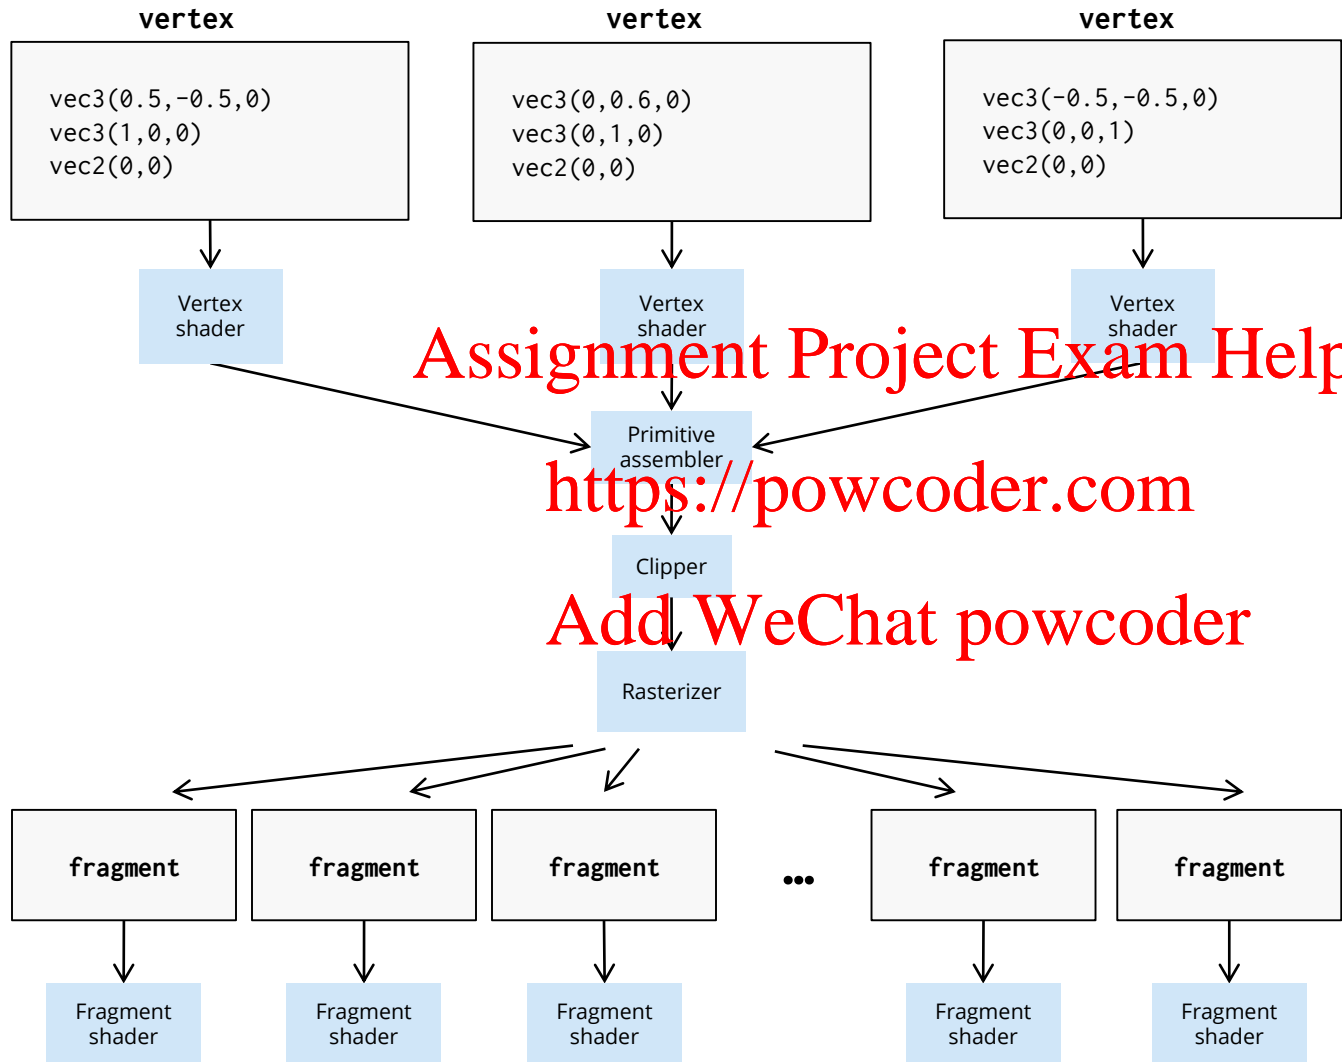 vertex
vertex
vertex
vec3(0.5,-0.5,0)
vec3(1,0,0)
vec2(0,0)
vec3(0,0.6,0)
vec3(0,1,0)
vec2(0,0)
vec3(-0.5,-0.5,0)
vec3(0,0,1)
vec2(0,0)
Vertex
shader
Vertex
shader
Vertex
shader
Assignment Project Exam Help
Primitive
assembler
https://powcoder.com
Clipper
Add WeChat powcoder
Rasterizer
fragment
fragment
fragment
...
fragment
fragment
Fragment
shader
Fragment
shader
Fragment
shader
Fragment
shader
Fragment
shader